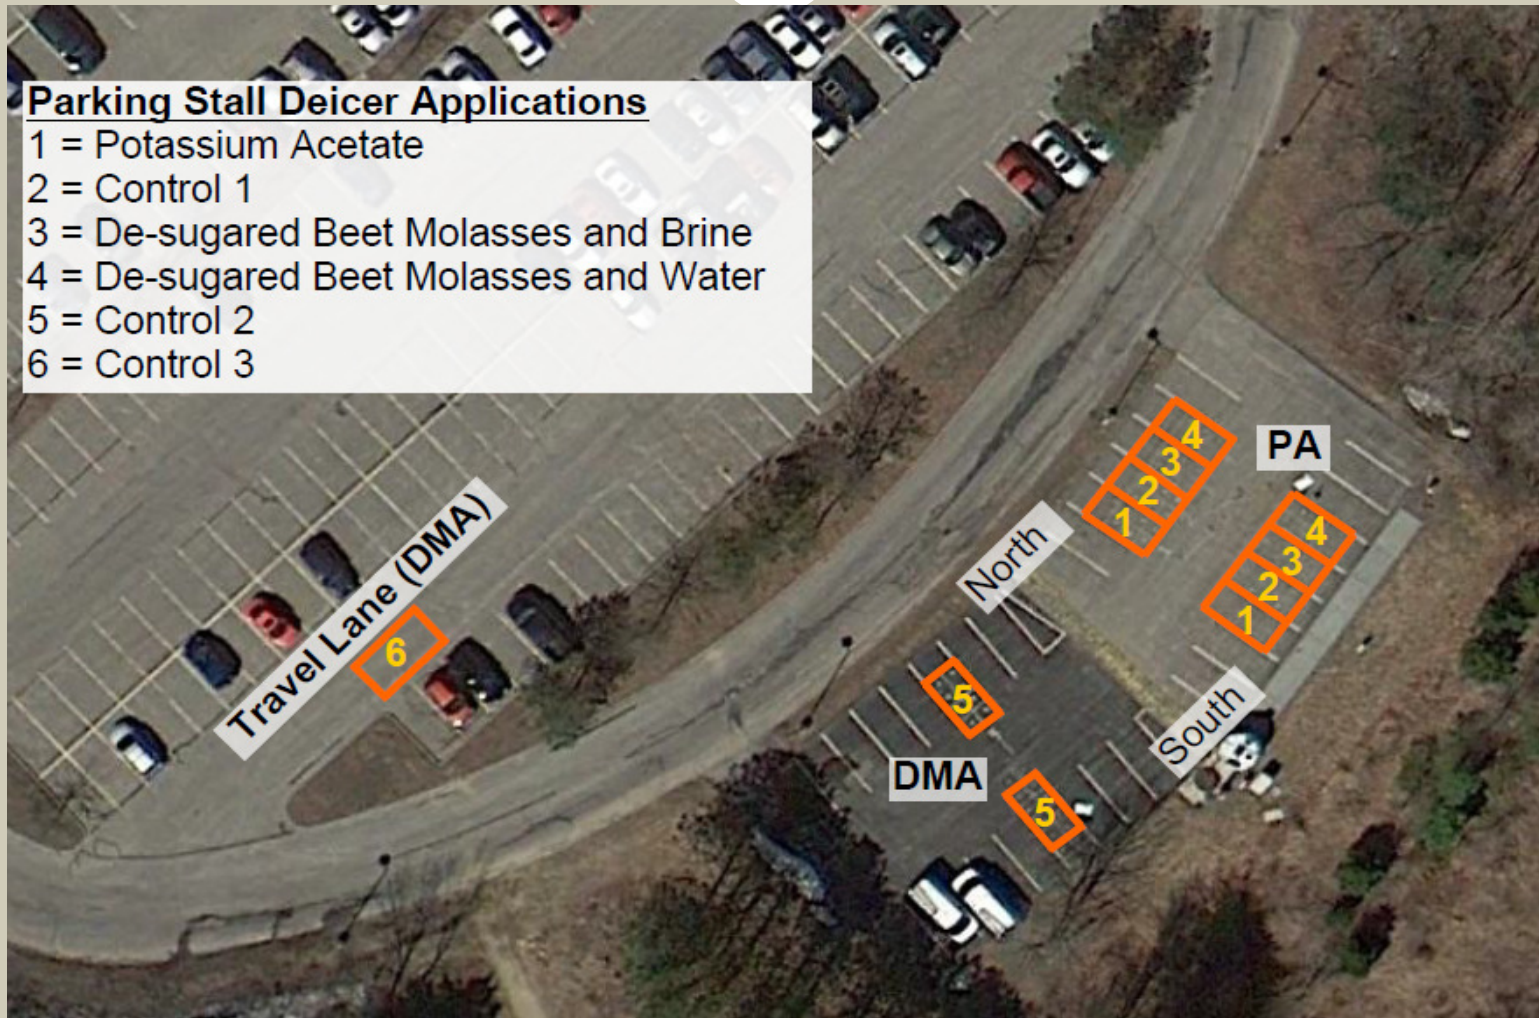 Parking Stall Deicer Applications
1 = Potassium Acetate
2 = Control 1
3 = De-sugared Beet Molasses and Brine
4 = De-sugared Beet Molasses and Water
5 = Control 2
6 = Control 3
4
3
2
1
PA
4
3
2
1
North
South
Travel Lane (DMA)
6
5
DMA
5